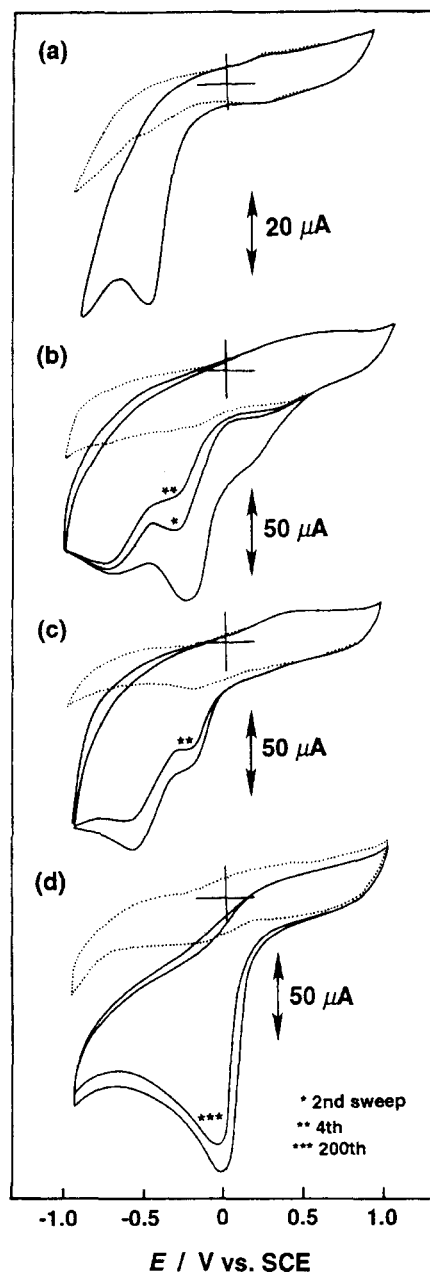 (a)
20 μA
(b)
**
*
50 μA
(c)
**
50 μA
(d)
50 μA
***
* 2nd sweep
** 4th
*** 200th
-1.0 -0.5 0 0.5 1.0
E / V vs. SCE